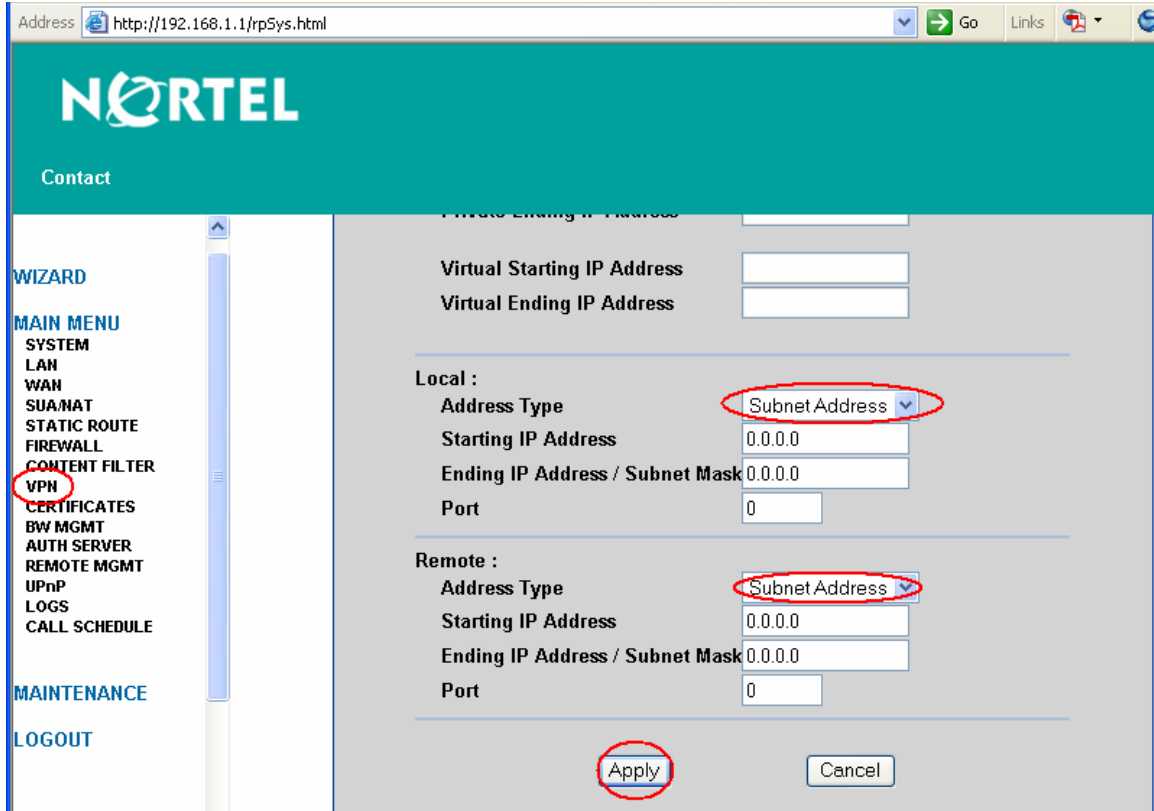 Address http://192.168.1.1/rpSys.html Go Links
NORTEL
Contact
WIZARD
MAIN MENU
SYSTEM
LAN
WAN
SUA/NAT
STATIC ROUTE
FIREWALL
CONTENT FILTER
VPN
CERTIFICATES
BW MGMT
AUTH SERVER
REMOTE MGMT
UPnP
LOGS
CALL SCHEDULE
MAINTENANCE
LOGOUT
Private Ending IP Address
Virtual Starting IP Address
Virtual Ending IP Address
Local :
Address Type Subnet Address
Starting IP Address 0.0.0.0
Ending IP Address / Subnet Mask 0.0.0.0
Port 0
Remote :
Address Type Subnet Address
Starting IP Address 0.0.0.0
Ending IP Address / Subnet Mask 0.0.0.0
Port 0
Apply Cancel